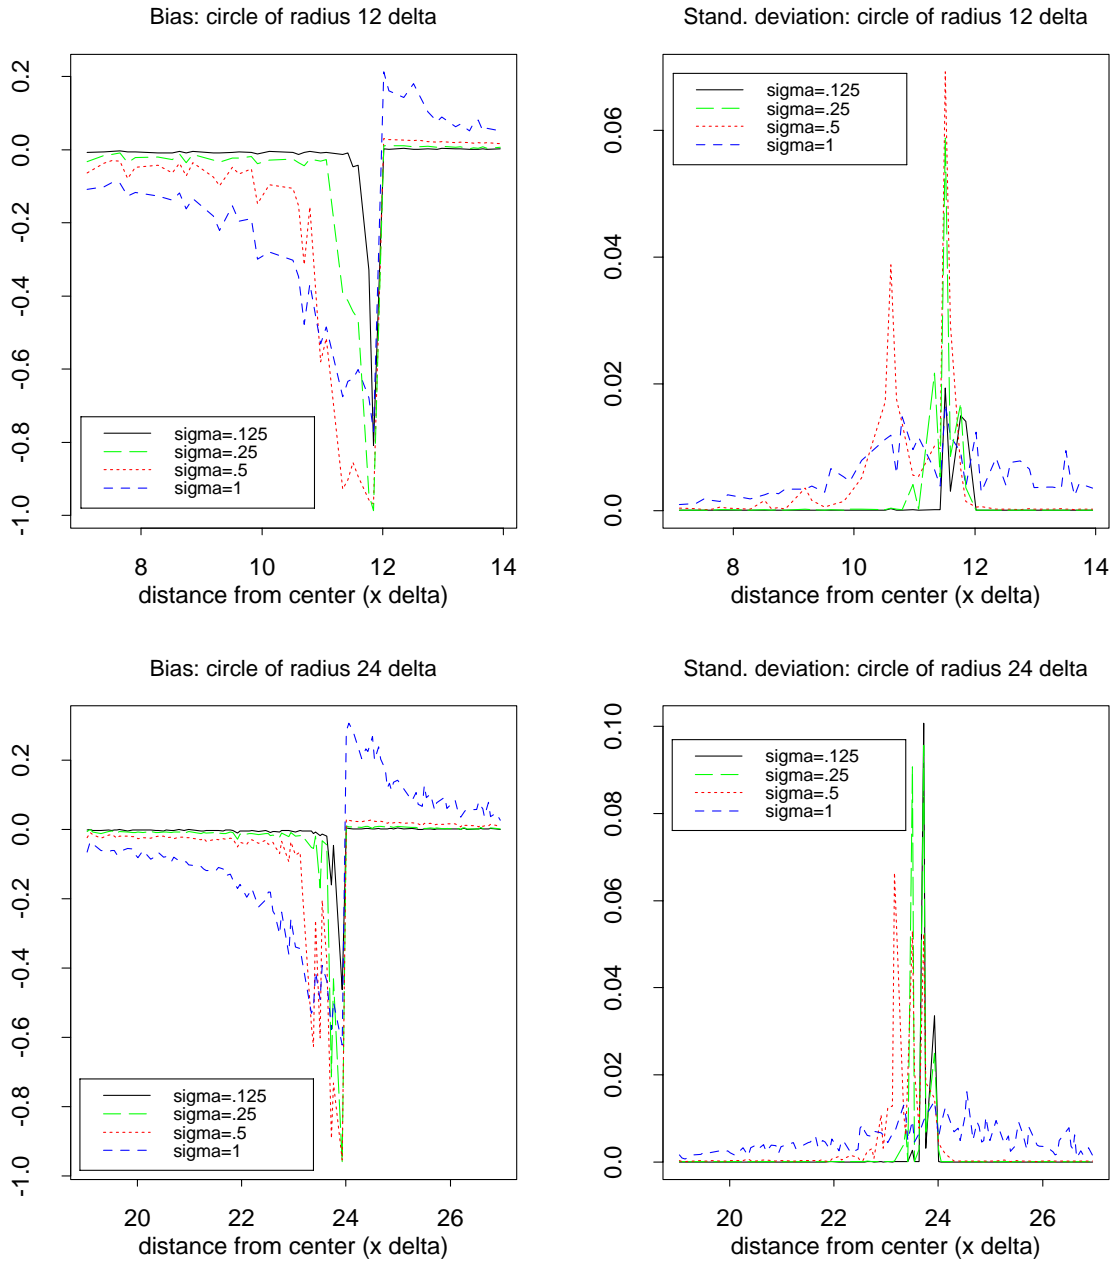 Bias: circle of radius 12 delta
0.2
0.0
-0.2
-0.4
-0.6
-0.8
-1.0
sigma=.125
sigma=.25
sigma=.5
sigma=1
8 10 12 14
distance from center (x delta)
Stand. deviation: circle of radius 12 delta
sigma=.125
sigma=.25
sigma=.5
sigma=1
0.06
0.04
0.02
0.0
8 10 12 14
distance from center (x delta)
Bias: circle of radius 24 delta
0.2
0.0
-0.2
-0.4
-0.6
-0.8
-1.0
sigma=.125
sigma=.25
sigma=.5
sigma=1
20 22 24 26
distance from center (x delta)
Stand. deviation: circle of radius 24 delta
0.10
sigma=.125
sigma=.25
sigma=.5
sigma=1
0.08
0.06
0.04
0.02
0.0
20 22 24 26
distance from center (x delta)